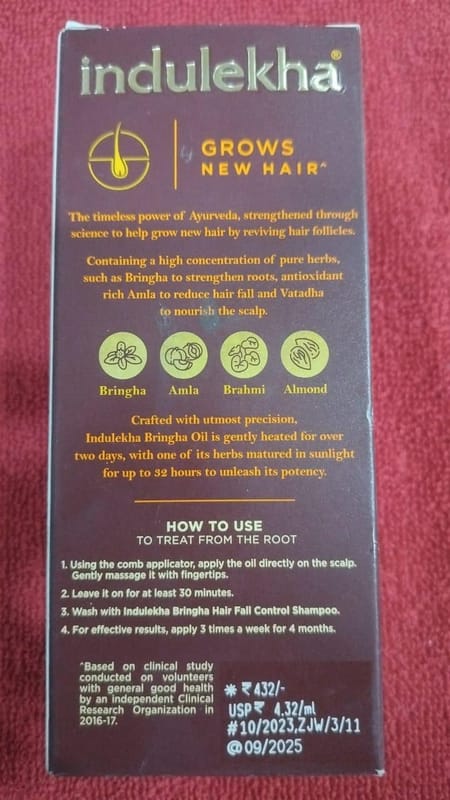 indulekha®
GROWS
NEW HAIR^
The timeless power of Ayurveda, strengthened through
science to help grow new hair by reviving hair follicles.
Containing a high concentration of pure herbs,
such as Bringha to strengthen roots, antioxidant
rich Amla to reduce hair fall and Vatadha
to nourish the scalp.
Bringha Amla Brahmi Almond
Crafted with utmost precision,
Indulekha Bringha Oil is gently heated for over
two days, with one of its herbs matured in sunlight
for up to 32 hours to unleash its potency.
HOW TO USE
TO TREAT FROM THE ROOT
1. Using the comb applicator, apply the oil directly on the scalp.
Gently massage it with fingertips.
2. Leave it on for at least 30 minutes.
3. Wash with Indulekha Bringha Hair Fall Control Shampoo.
4. For effective results, apply 3 times a week for 4 months.
^Based on clinical study
conducted on volunteers
with general good health
by an independent Clinical
Research Organization in
2016-17.
* ₹432/-
USP₹ 4.32/ml
#10/2023,ZJW/3/11
@09/2025